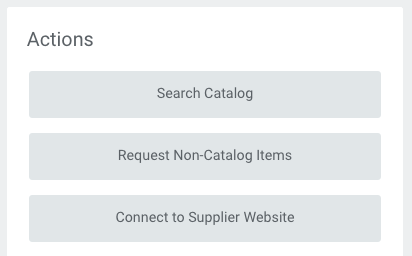 Actions
Search Catalog
Request Non-Catalog Items
Connect to Supplier Website